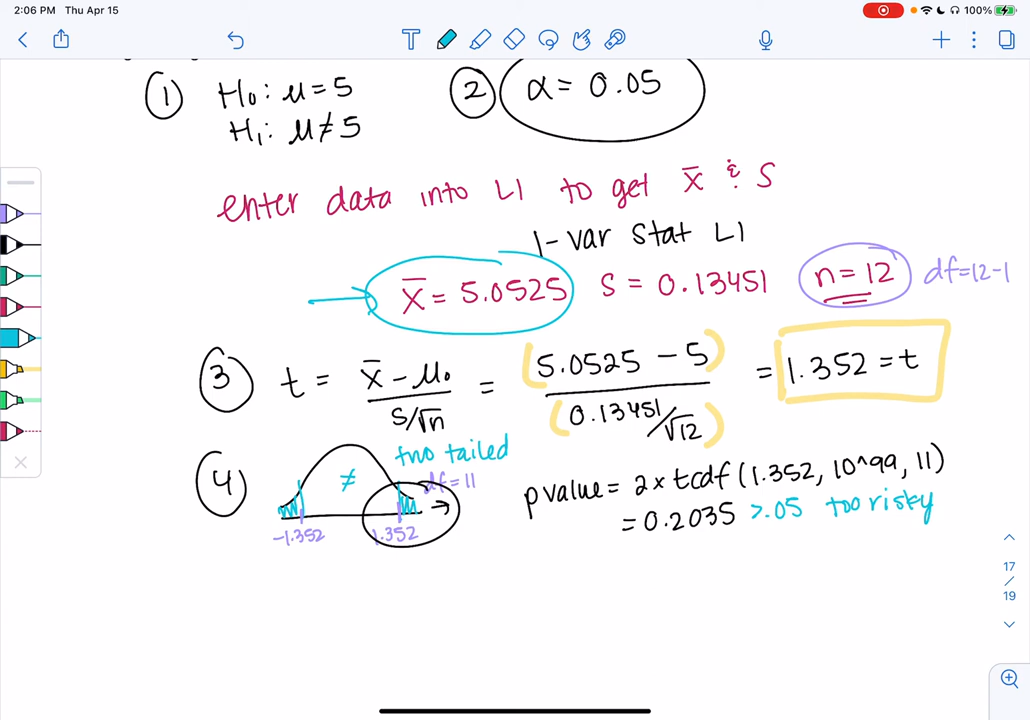 2:06 PM Thu Apr 15
100%
T
① H₀: μ = 5
H₁: μ ≠ 5
② α = 0.05
enter data into L1 to get x̄ & S
1-var stat L1
x̄ = 5.0525 S = 0.13451 n = 12 df=12-1
③ t = x̄ - μ₀ / S/√n = (5.0525 - 5) / (0.13451/√12) = 1.352 = t
④ ≠ two tailed
df = 11
-1.352 1.352
pvalue = 2 x tcdf (1.352, 10^99, 11)
= 0.2035 >.05 too risky
17
/
19